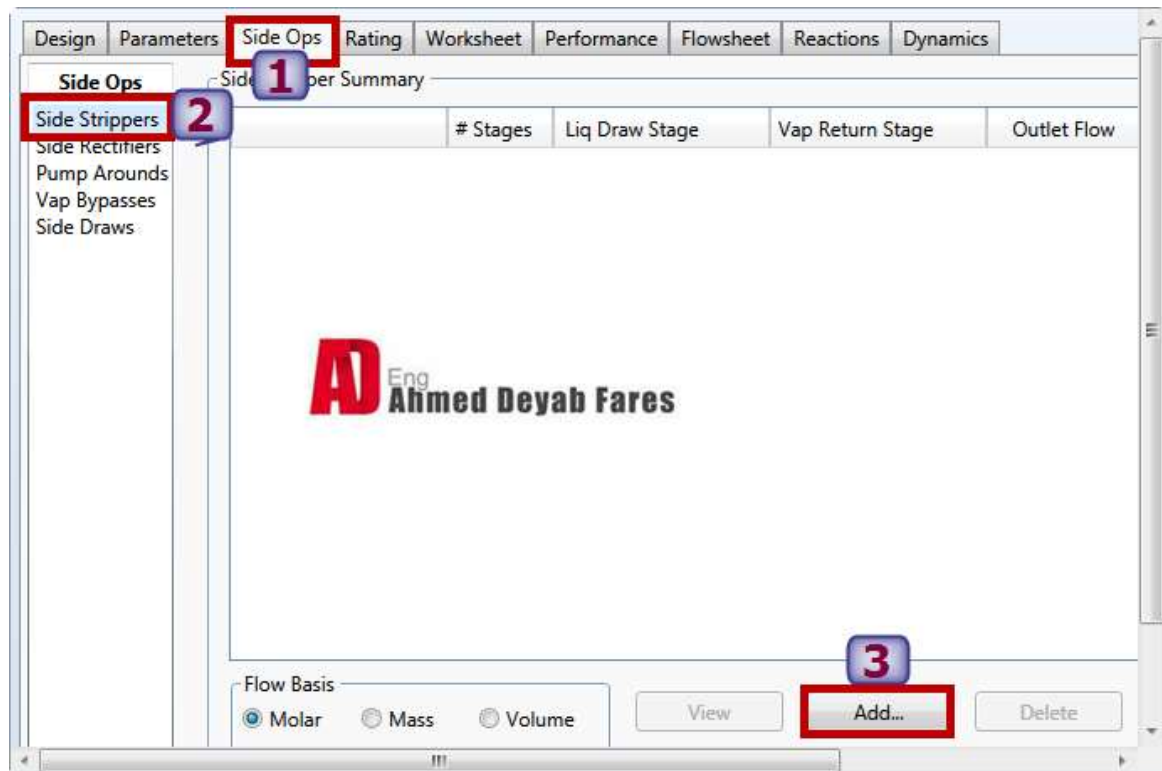 Design Parameters Side Ops Rating Worksheet Performance Flowsheet Reactions Dynamics
1
Side Ops
Side per Summary
Side Strippers
2
# Stages Liq Draw Stage Vap Return Stage Outlet Flow
Side Rectifiers
Pump Arounds
Vap Bypasses
Side Draws
AD Eng
Ahmed Deyab Fares
3
Flow Basis
Molar Mass Volume
View Add... Delete